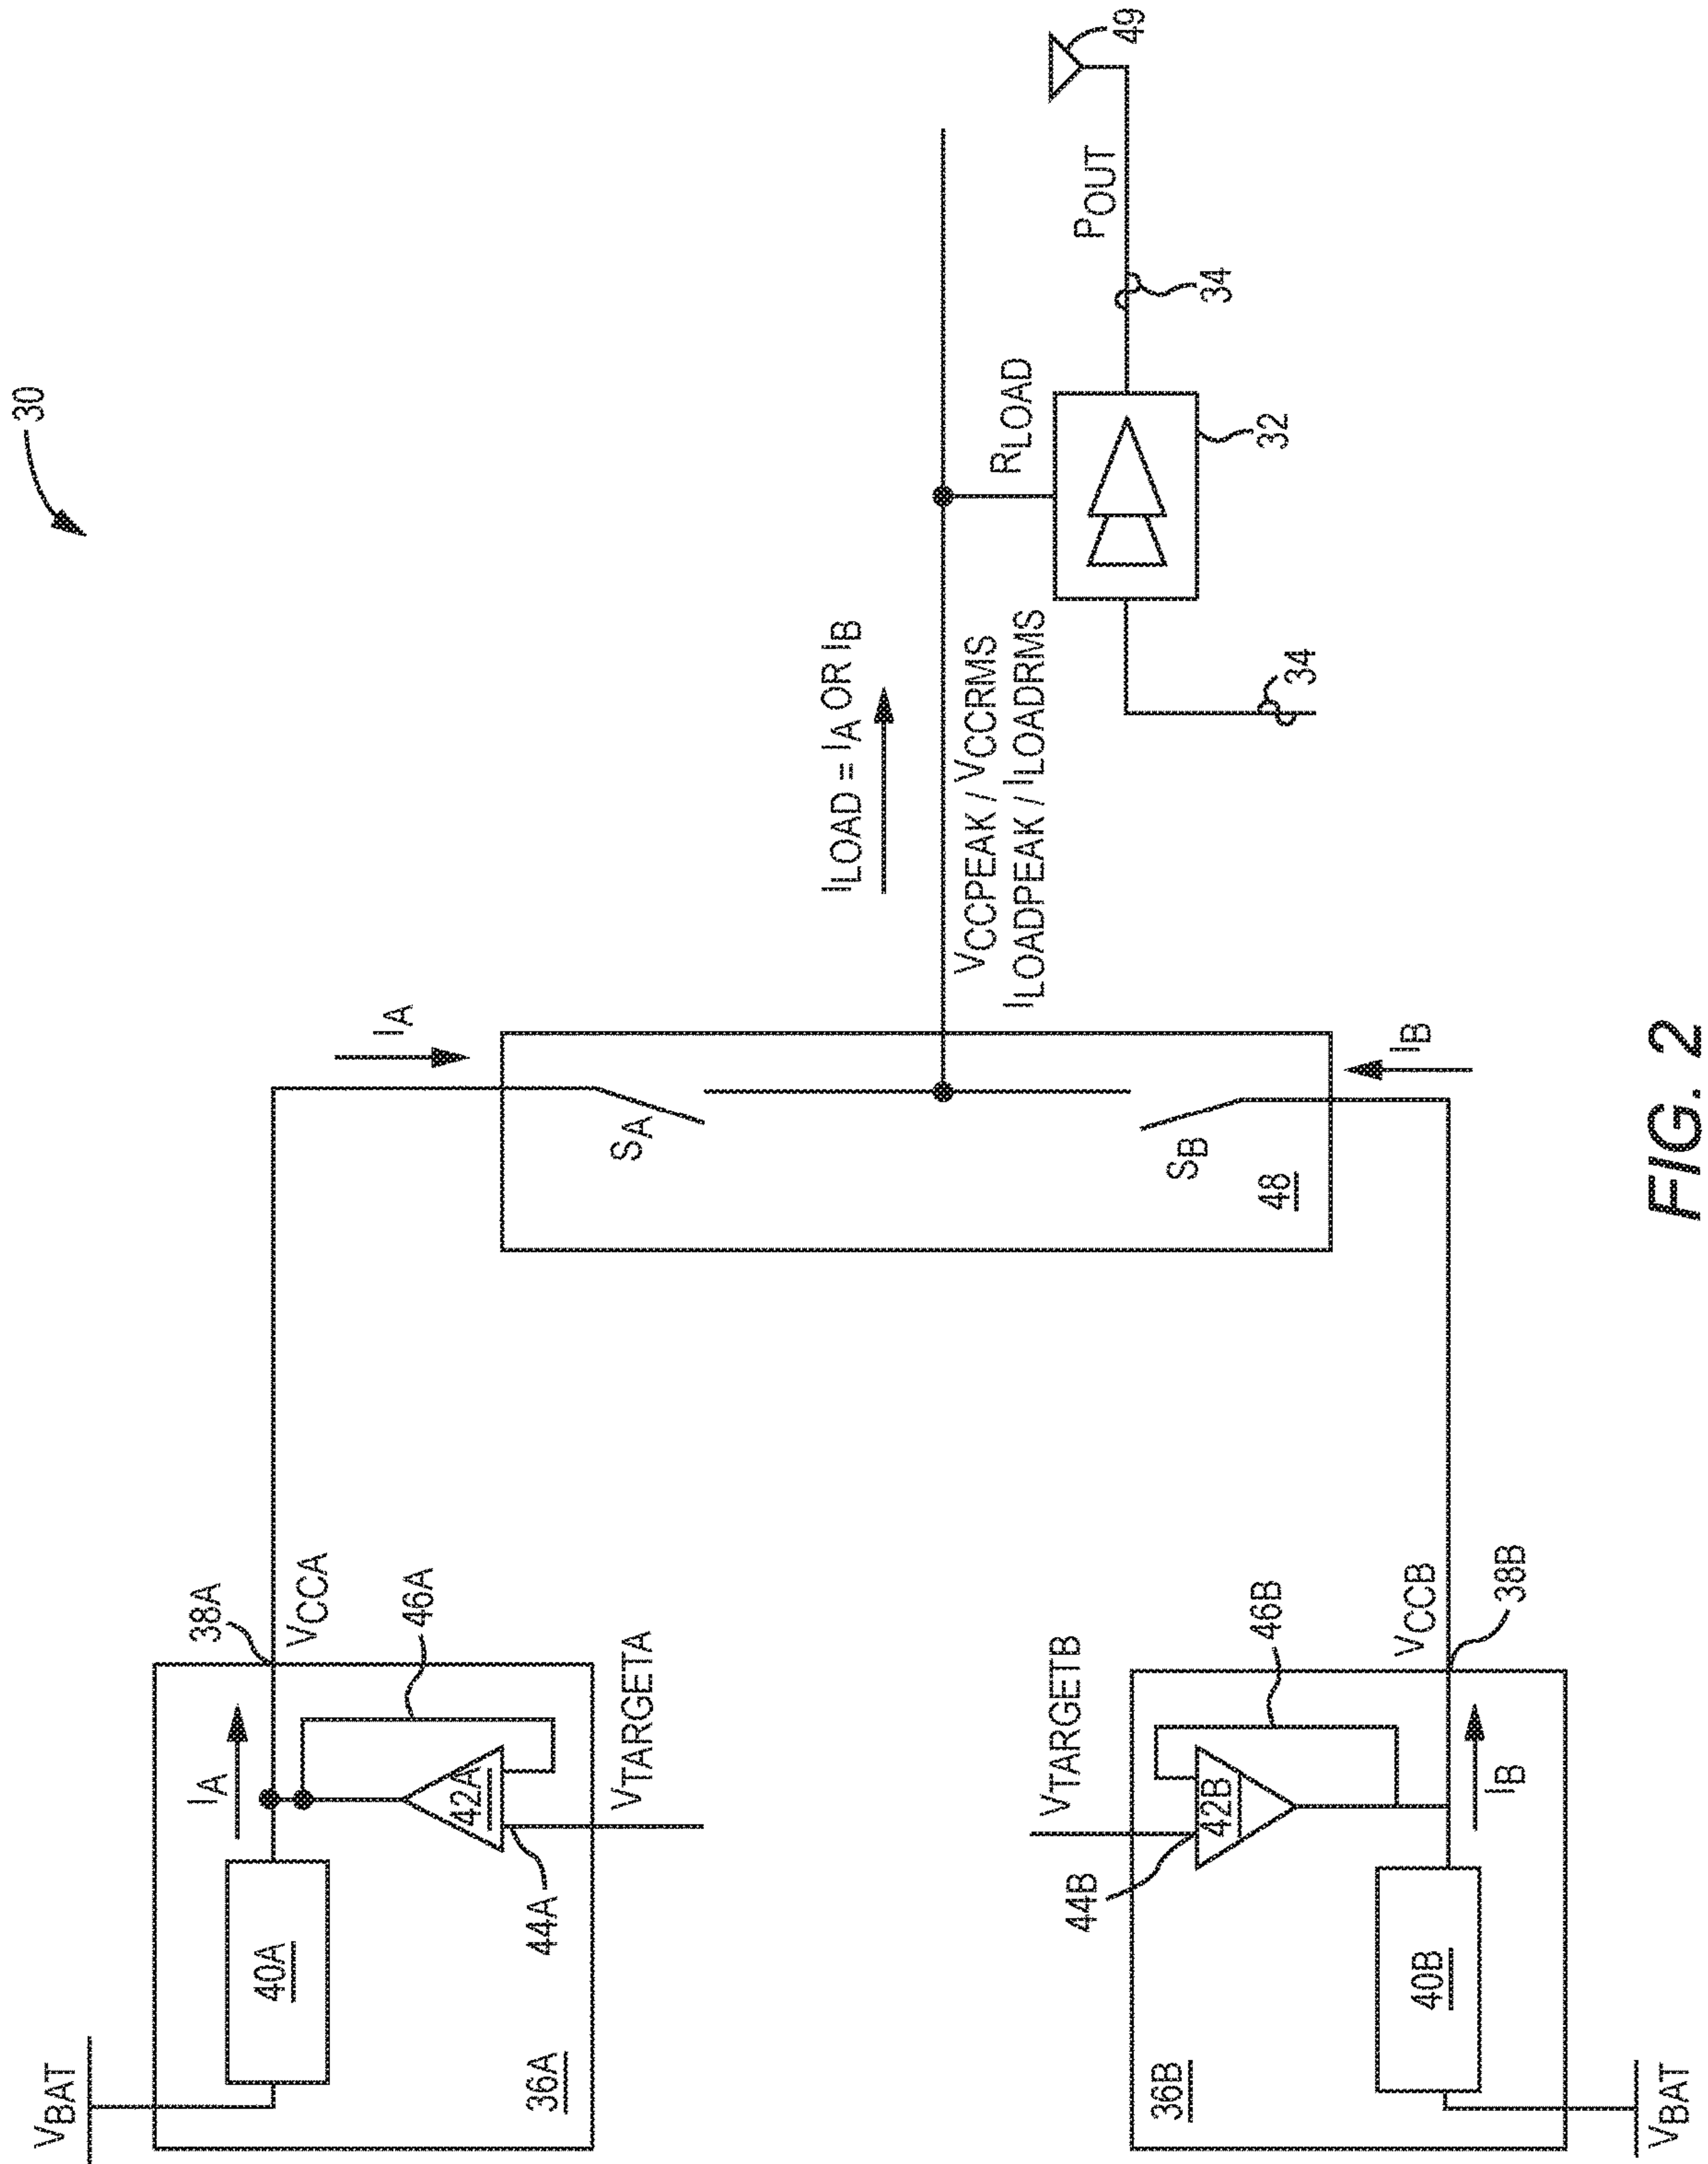 30
VBAT
40A
IA
38A
VCCA
46A
42A
44A
VTARGETA
36A
IA
SA
SB
48
IB
ILOAD = IA OR IB
VCCPEAK / VCCRMS
ILOADPEAK / ILOADRMS
RLOAD
POUT
49
34
32
34
VTARGETB
44B
42B
46B
VCCB
38B
36B
40B
IB
VBAT
FIG. 2